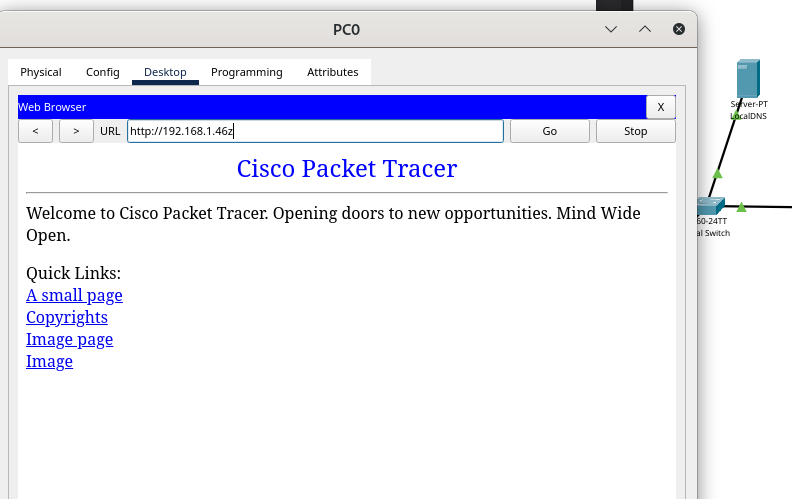 PC0
Physical Config Desktop Programming Attributes
Web Browser X
< > URL http://192.168.1.46z Go Stop
Cisco Packet Tracer
Welcome to Cisco Packet Tracer. Opening doors to new opportunities. Mind Wide
Open.
Quick Links:
A small page
Copyrights
Image page
Image
Server-PT
LocalDNS
60-24TT
al Switch